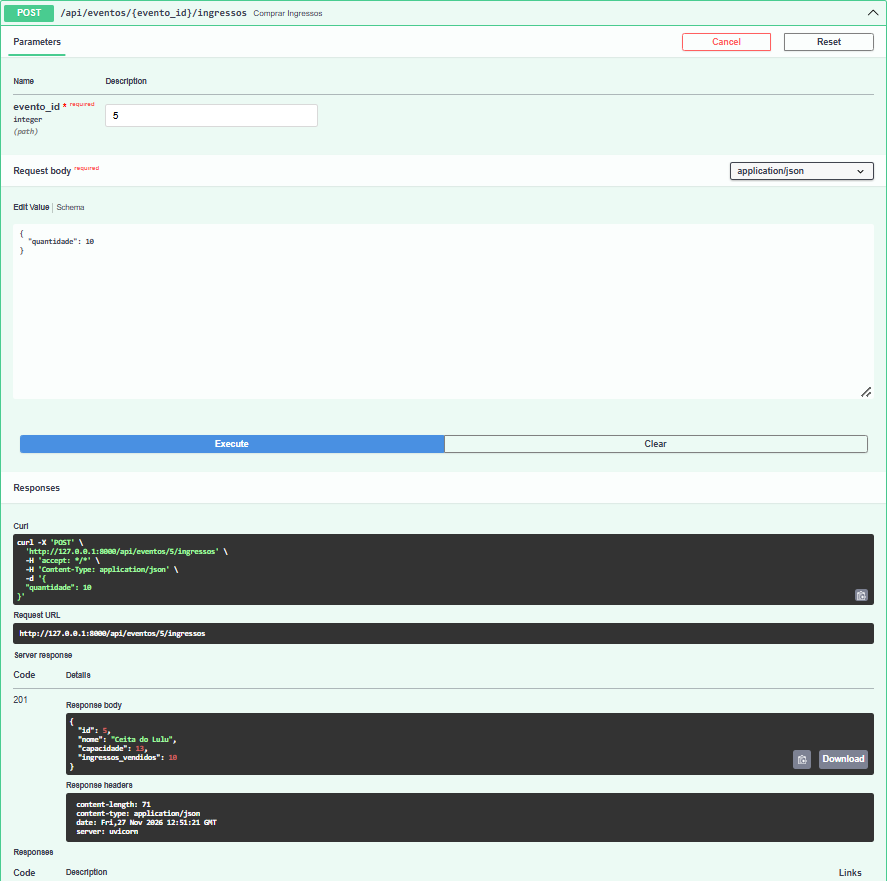 POST /api/eventos/{evento_id}/ingressos Comprar Ingressos
Parameters
Cancel
Reset
Name Description
evento_id * required
integer
(path)
5
Request body required
application/json
Edit Value | Schema
{
"quantidade": 10
}
Execute
Clear
Responses
Curl
curl -X 'POST' \
'http://127.0.0.1:8000/api/eventos/5/ingressos' \
-H 'accept: */*' \
-H 'Content-Type: application/json' \
-d '{
"quantidade": 10
}'
Request URL
http://127.0.0.1:8000/api/eventos/5/ingressos
Server response
Code Details
201
Response body
{
"id": 5,
"nome": "Ceita do Lulu",
"capacidade": 13,
"ingressos_vendidos": 10
}
Download
Response headers
content-length: 71
content-type: application/json
date: Fri,27 Nov 2026 12:51:21 GMT
server: uvicorn
Responses
Code Description Links